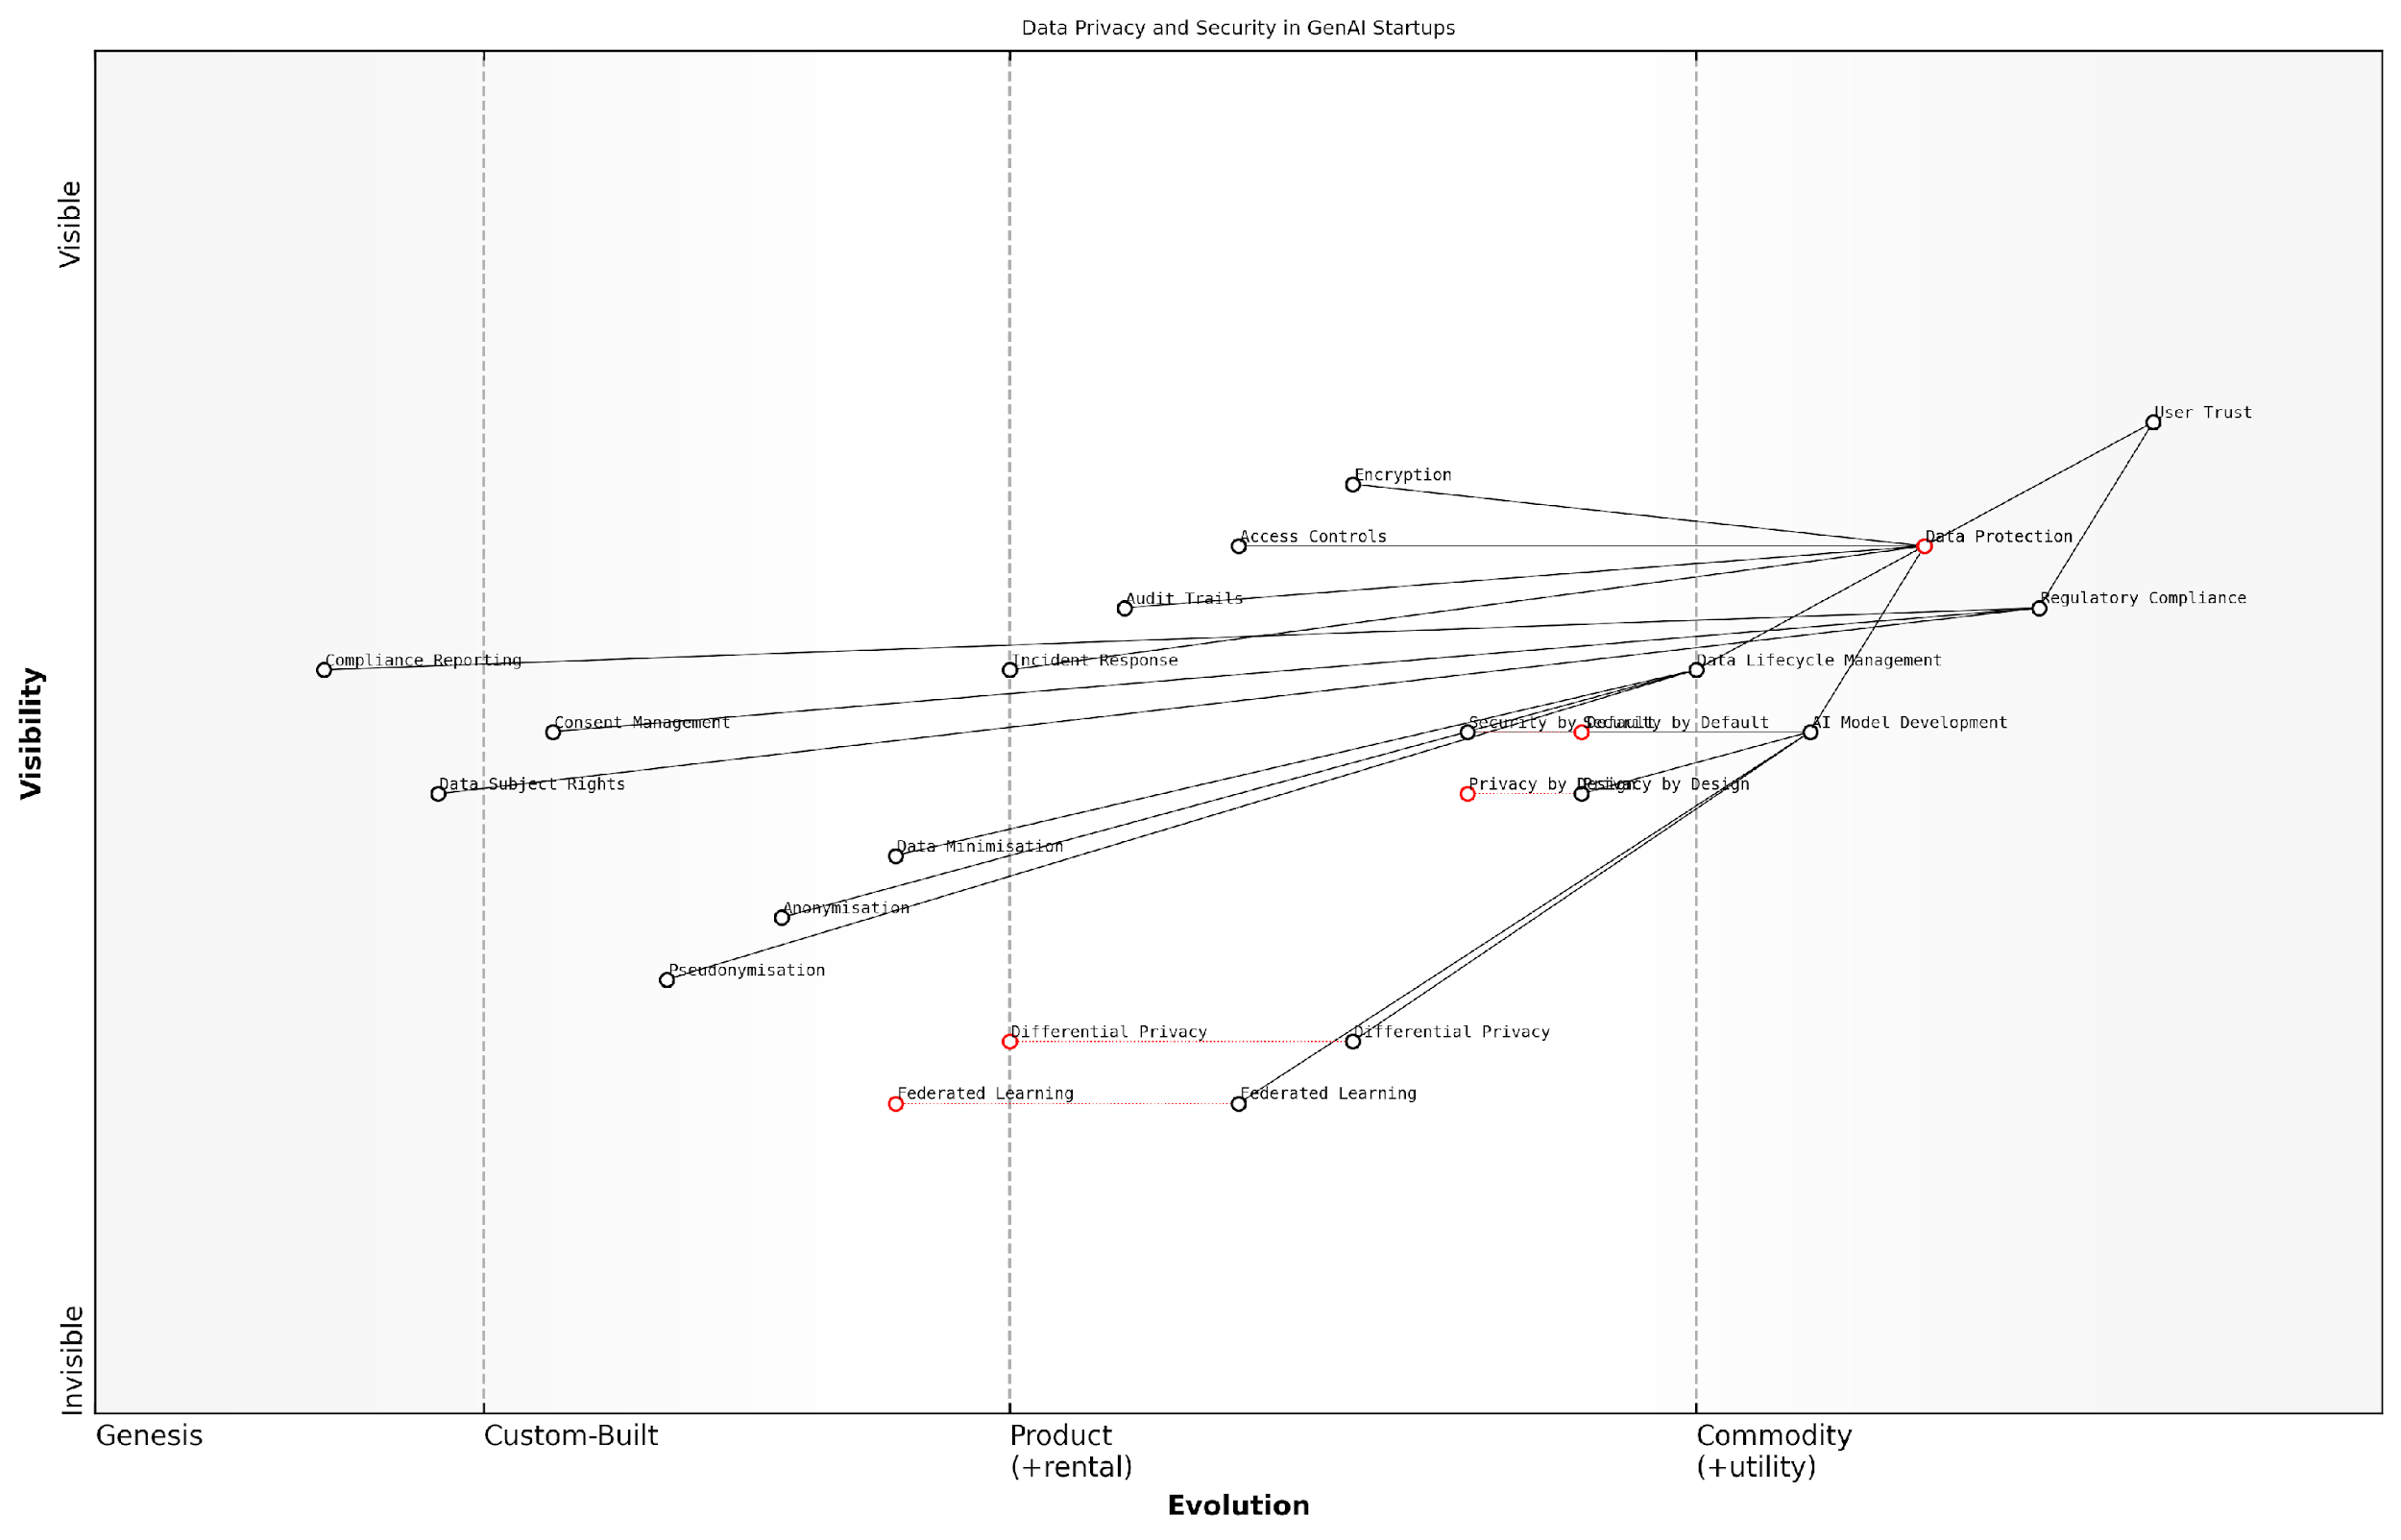 Data Privacy and Security in GenAI Startups
Visible
User Trust
Encryption
Access Controls
Data Protection
Audit Trails
Regulatory Compliance
Compliance Reporting
Incident Response
Data Lifecycle Management
Consent Management
Security by Default
Security by Default
AI Model Development
Data Subject Rights
Privacy by Design
Privacy by Design
Data Minimisation
Anonymisation
Pseudonymisation
Differential Privacy
Differential Privacy
Federated Learning
Federated Learning
Visibility
Invisible
Genesis
Custom-Built
Product
(+rental)
Commodity
(+utility)
Evolution